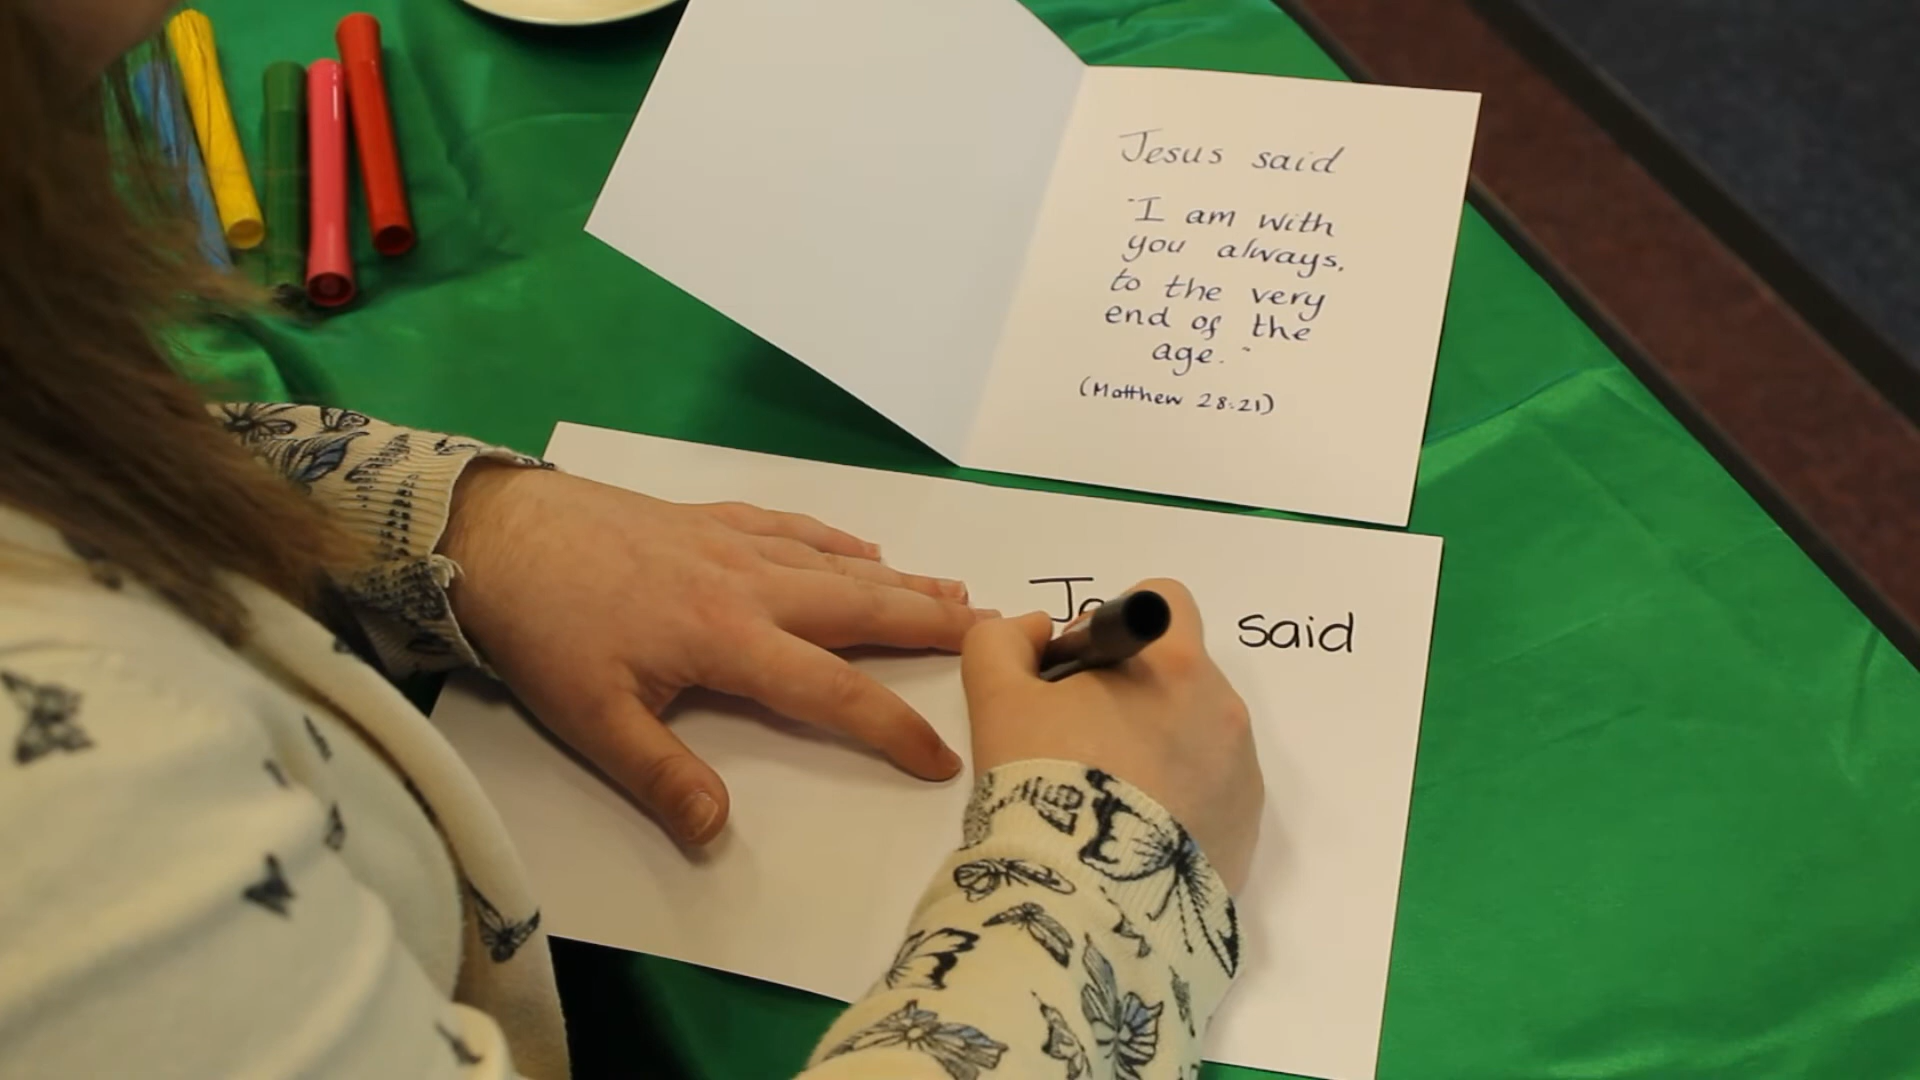 Jesus said
"I am with
you always,
to the very
end of the
age."
(Matthew 28:21)
said